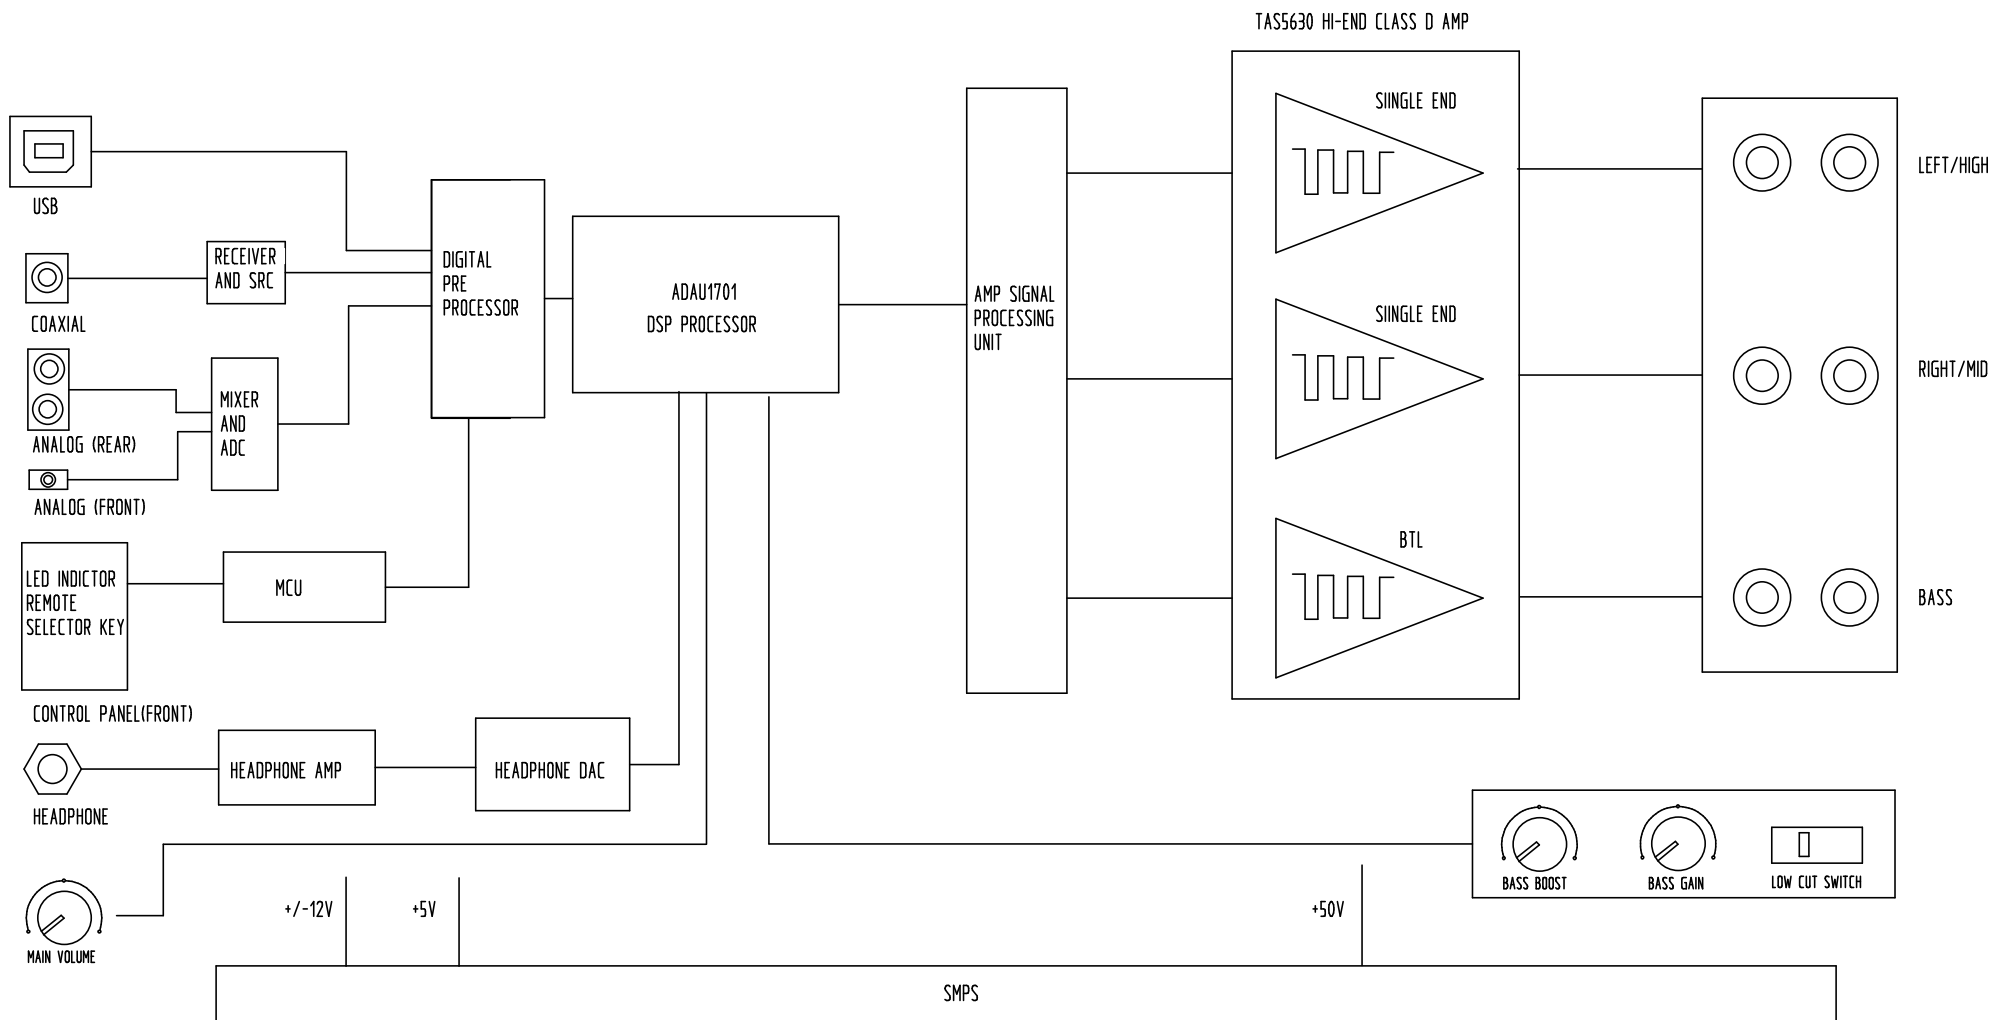 TAS5630 HI-END CLASS D AMP
USB
RECEIVER
AND SRC
COAXIAL
ANALOG (REAR)
MIXER
AND
ADC
ANALOG (FRONT)
DIGITAL
PRE
PROCESSOR
ADAU1701
DSP PROCESSOR
AMP SIGNAL
PROCESSING
UNIT
SIINGLE END
SIINGLE END
BTL
LEFT/HIGH
RIGHT/MID
BASS
LED INDICTOR
REMOTE
SELECTOR KEY
MCU
CONTROL PANEL(FRONT)
HEADPHONE AMP
HEADPHONE DAC
HEADPHONE
BASS BOOST
BASS GAIN
LOW CUT SWITCH
MAIN VOLUME
+/-12V
+5V
+50V
SMPS